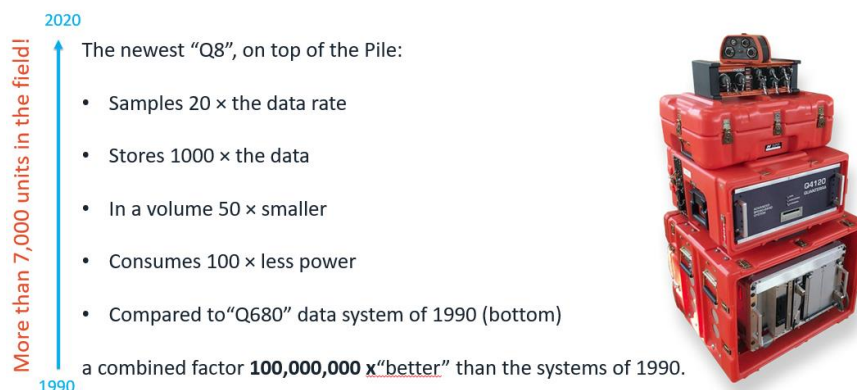 2020
More than 7,000 units in the field!
The newest “Q8”, on top of the Pile:
• Samples 20 × the data rate
• Stores 1000 × the data
• In a volume 50 × smaller
• Consumes 100 × less power
• Compared to“Q680” data system of 1990 (bottom)
a combined factor 100,000,000 x“better” than the systems of 1990.
1990
Q4120
QUANTERRA